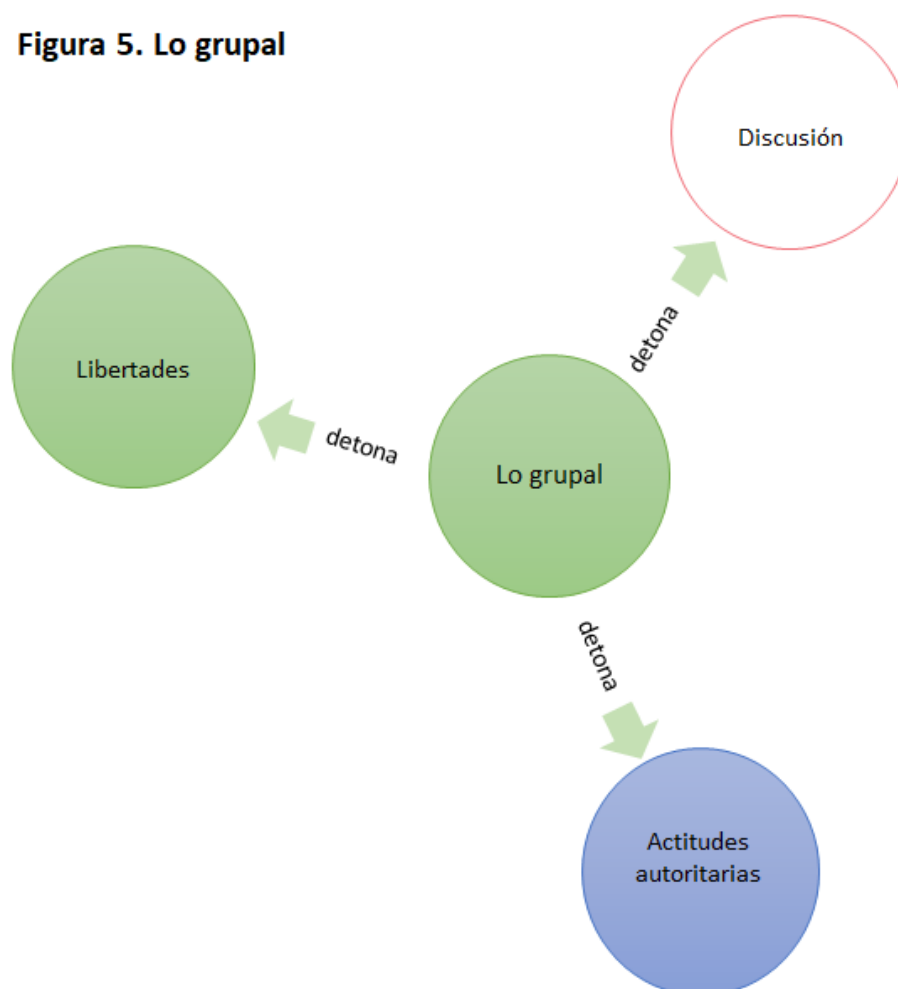 Figura 5. Lo grupal
Discusión
detona
Libertades
detona
Lo grupal
detona
Actitudes
autoritarias